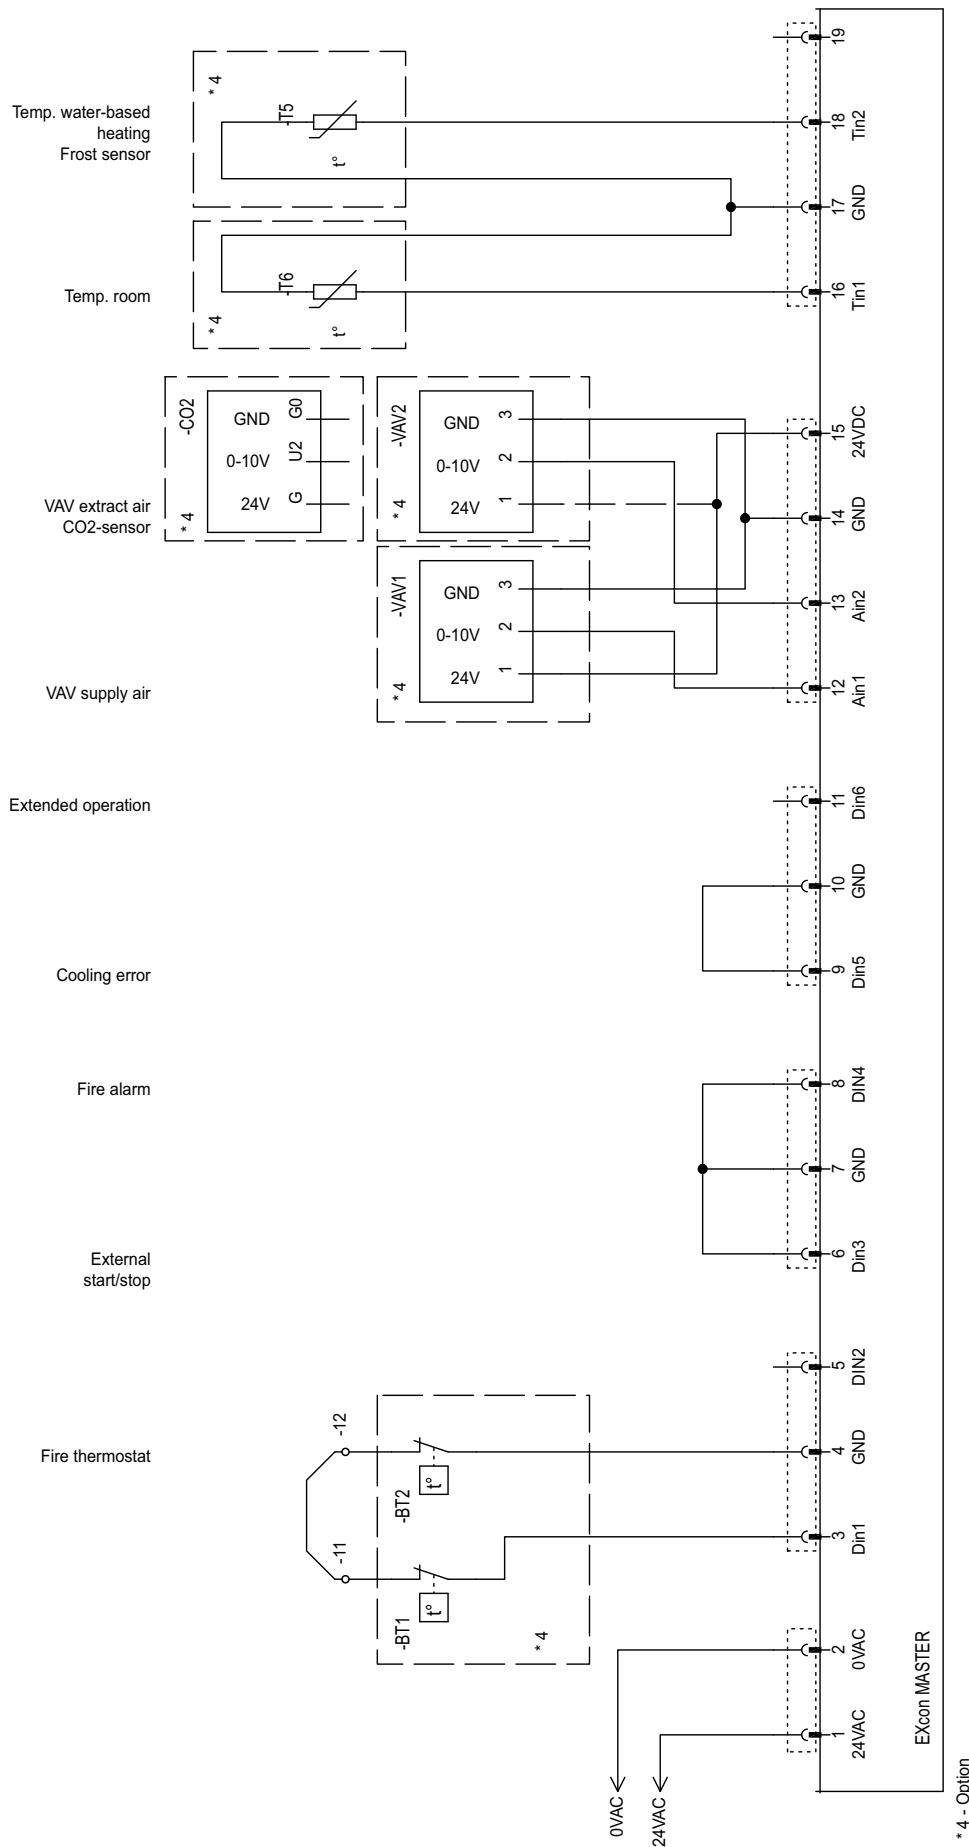 Temp. water-based
heating
Frost sensor
* 4
-T5
t°
19
18
Tin2
17
GND
Temp. room
* 4
-T6
t°
16
Tin1
VAV extract air
CO2-sensor
* 4
-CO2
GND
G0
0-10V
U2
24V
G
* 4
-VAV2
GND
3
0-10V
2
24V
1
15
24VDC
14
GND
VAV supply air
* 4
-VAV1
GND
3
0-10V
2
24V
1
13
Ain2
12
Ain1
Extended operation
11
Din6
10
GND
Cooling error
9
Din5
Fire alarm
8
DIN4
7
GND
External
start/stop
6
Din3
5
DIN2
Fire thermostat
-12
-BT2
t°
4
GND
-11
-BT1
t°
* 4
3
Din1
2
0VAC
1
24VAC
0VAC
24VAC
EXcon MASTER
* 4 - Option